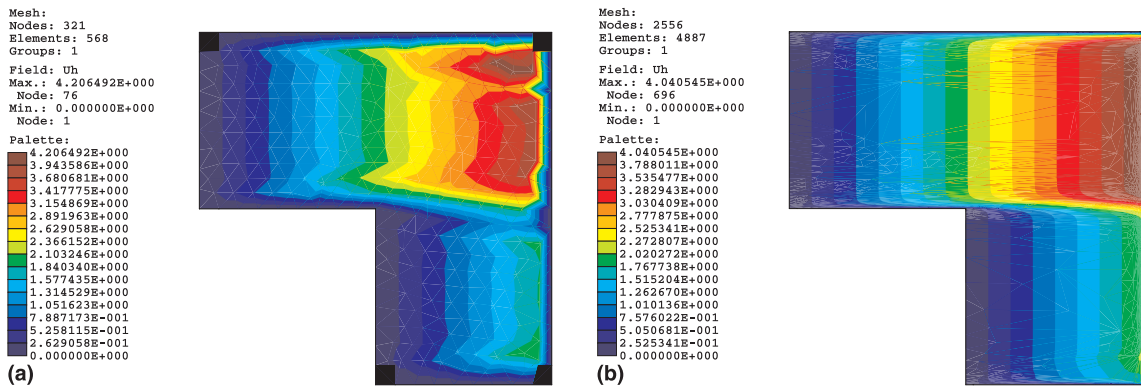 Mesh:
Nodes: 321
Elements: 568
Groups: 1
Field: Uh
Max.: 4.206492E+000
Node: 76
Min.: 0.000000E+000
Node: 1
Palette:
4.206492E+000
3.943586E+000
3.680681E+000
3.417775E+000
3.154869E+000
2.891963E+000
2.629058E+000
2.366152E+000
2.103246E+000
1.840340E+000
1.577435E+000
1.314529E+000
1.051623E+000
7.887173E-001
5.258115E-001
2.629058E-001
0.000000E+000
(a)
Mesh:
Nodes: 2556
Elements: 4887
Groups: 1
Field: Uh
Max.: 4.040545E+000
Node: 696
Min.: 0.000000E+000
Node: 1
Palette:
4.040545E+000
3.788011E+000
3.535477E+000
3.282943E+000
3.030409E+000
2.777875E+000
2.525341E+000
2.272807E+000
2.020272E+000
1.767738E+000
1.515204E+000
1.262670E+000
1.010136E+000
7.576022E-001
5.050681E-001
2.525341E-001
0.000000E+000
(b)